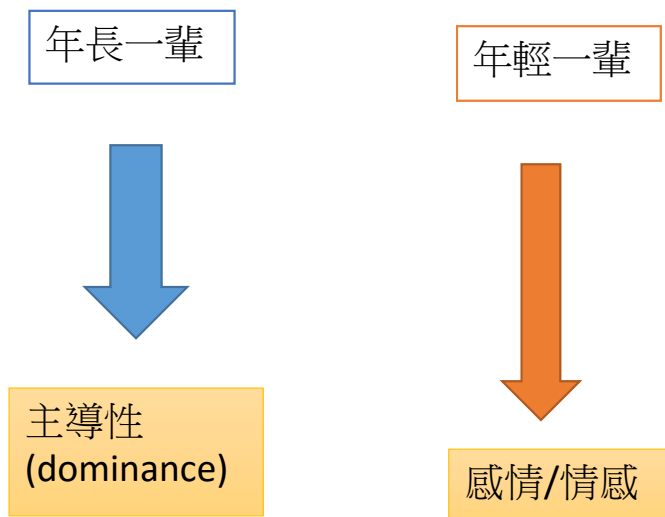 年長一輩
年輕一輩
主導性
(dominance)
感情/情感